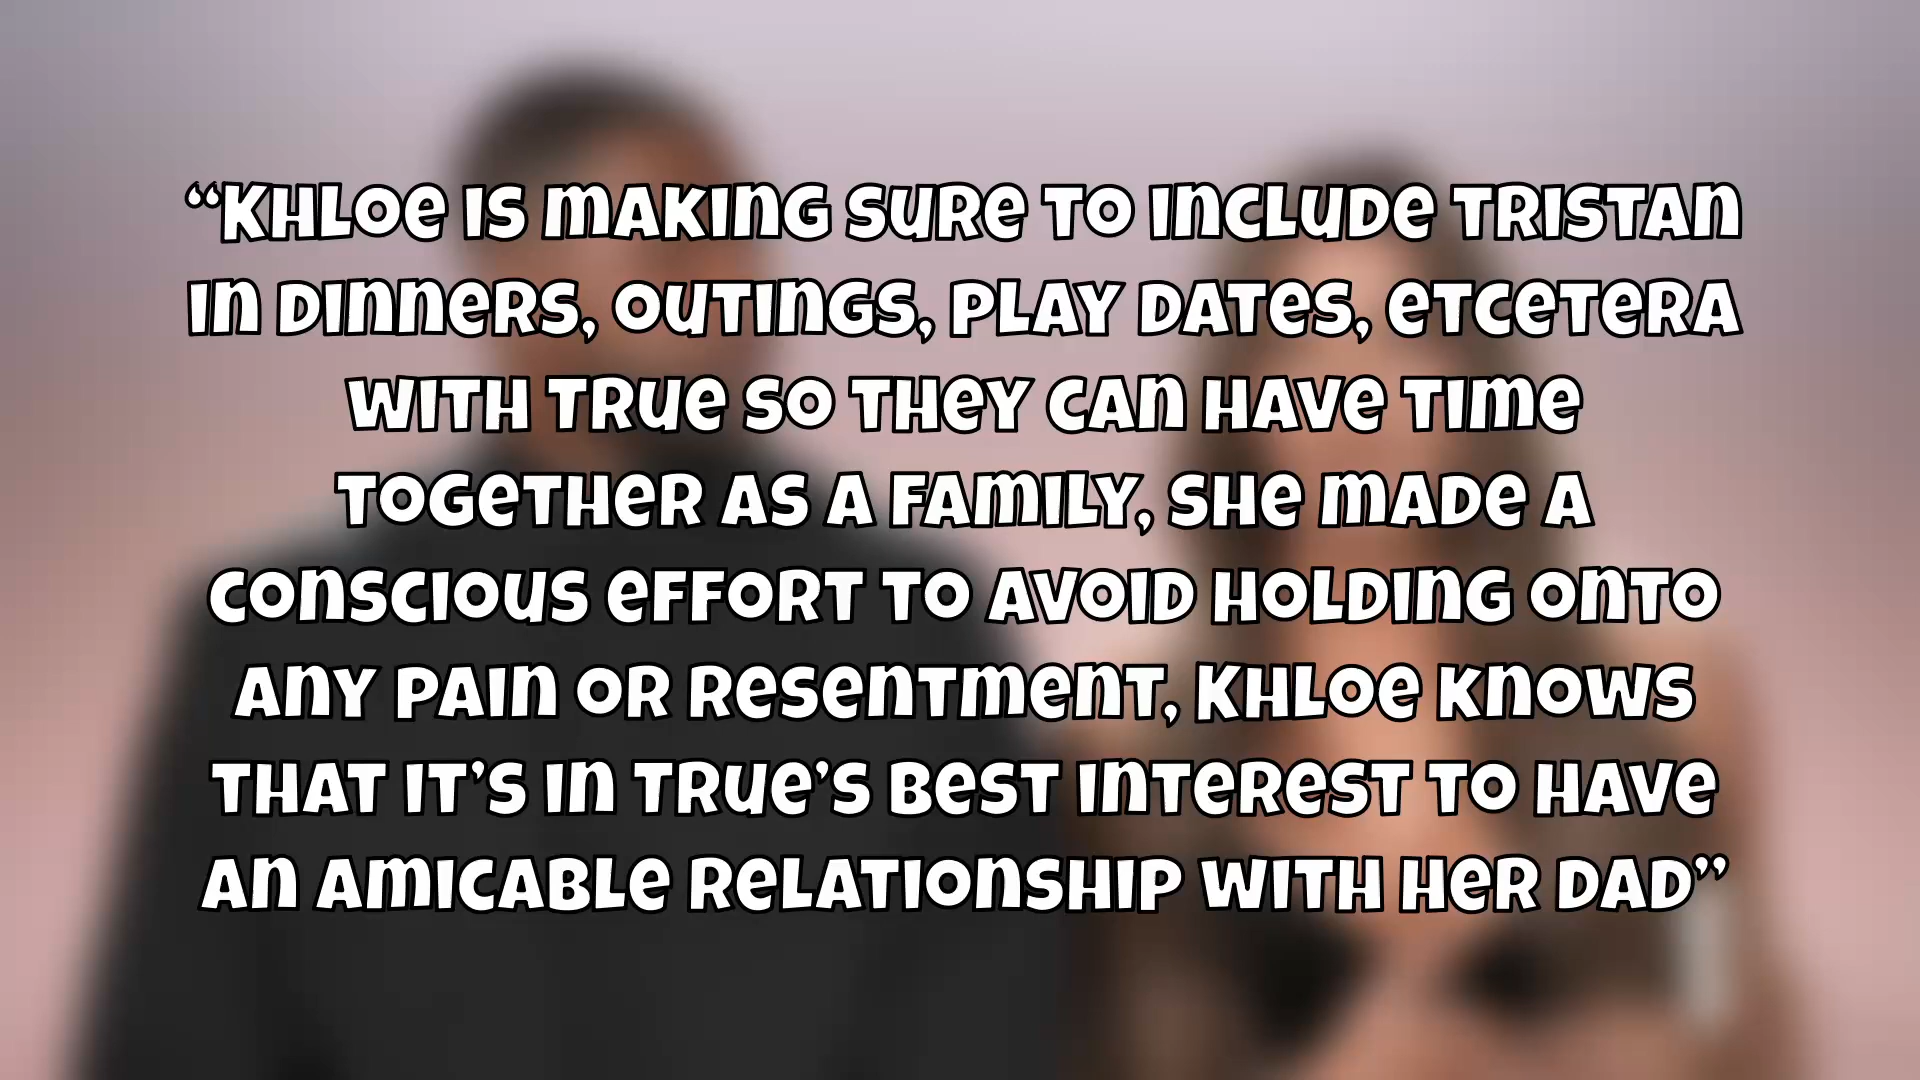 “Khloe is making sure to include Tristan
in dinners, outings, play dates, etcetera
with True so they can have time
together as a family, she made a
conscious effort to avoid holding onto
any pain or resentment, Khloe knows
that it’s in True’s best interest to have
an amicable relationship with her dad”